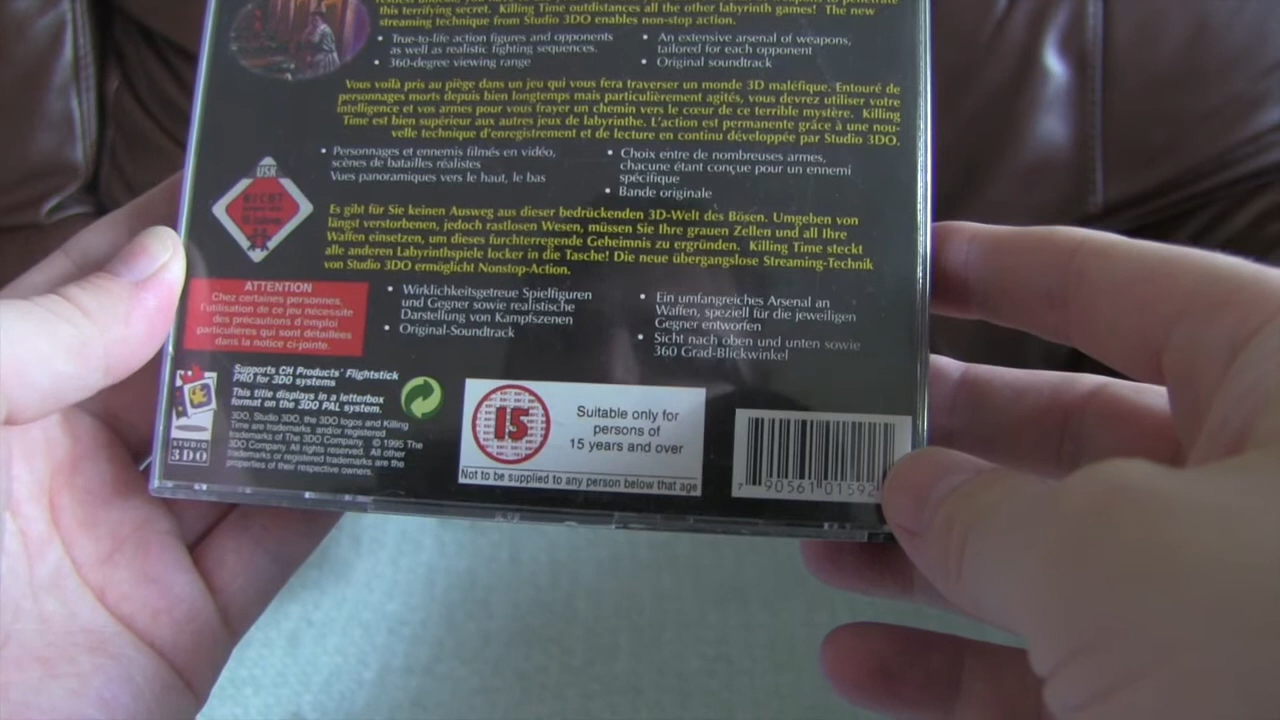 this terrifying secret. Killing Time outdistances all the other labyrinth games! The new
streaming technique from Studio 3DO enables non-stop action.
• True-to-life action figures and opponents
as well as realistic fighting sequences.
• 360-degree viewing range
• An extensive arsenal of weapons,
tailored for each opponent
• Original soundtrack
Vous voilà pris au piège dans un jeu qui vous fera traverser un monde 3D maléfique. Entouré de
personnages morts depuis bien longtemps mais particulièrement agités, vous devrez utiliser votre
intelligence et vos armes pour vous frayer un chemin vers le cœur de ce terrible mystère. Killing
Time est bien supérieur aux autres jeux de labyrinthe. L'action est permanente grâce à une nou-
velle technique d'enregistrement et de lecture en continu développée par Studio 3DO.
• Personnages et ennemis filmés en vidéo,
scènes de batailles réalistes
Vues panoramiques vers le haut, le bas
• Choix entre de nombreuses armes,
chacune étant conçue pour un ennemi
spécifique
• Bande originale
USK
Es gibt für Sie keinen Ausweg aus dieser bedrückenden 3D-Welt des Bösen. Umgeben von
längst verstorbenen, jedoch rastlosen Wesen, müssen Sie Ihre grauen Zellen und all Ihre
Waffen einsetzen, um dieses furchterregende Geheimnis zu ergründen. Killing Time steckt
alle anderen Labyrinthspiele locker in die Tasche! Die neue übergangslose Streaming-Technik
von Studio 3DO ermöglicht Nonstop-Action.
ATTENTION
Chez certaines personnes,
l'utilisation de ce jeu nécessite
des précautions d'emploi
particulières qui sont détaillées
dans la notice ci-jointe.
• Wirklichkeitsgetreue Spielfiguren
und Gegner sowie realistische
Darstellung von Kampfszenen
• Original-Soundtrack
• Ein umfangreiches Arsenal an
Waffen, speziell für die jeweiligen
Gegner entworfen
• Sicht nach oben und unten sowie
360 Grad-Blickwinkel
STUDIO
3DO
Supports CH Products' Flightstick
PRO for 3DO systems
This title displays in a letterbox
format on the 3DO PAL system.
3DO, Studio 3DO, the 3DO logos and Killing
Time are trademarks and/or registered
trademarks of The 3DO Company. © 1995 The
3DO Company. All rights reserved. All other
trademarks or registered trademarks are the
properties of their respective owners.
15
Suitable only for
persons of
15 years and over
Not to be supplied to any person below that age
7 90561 01592